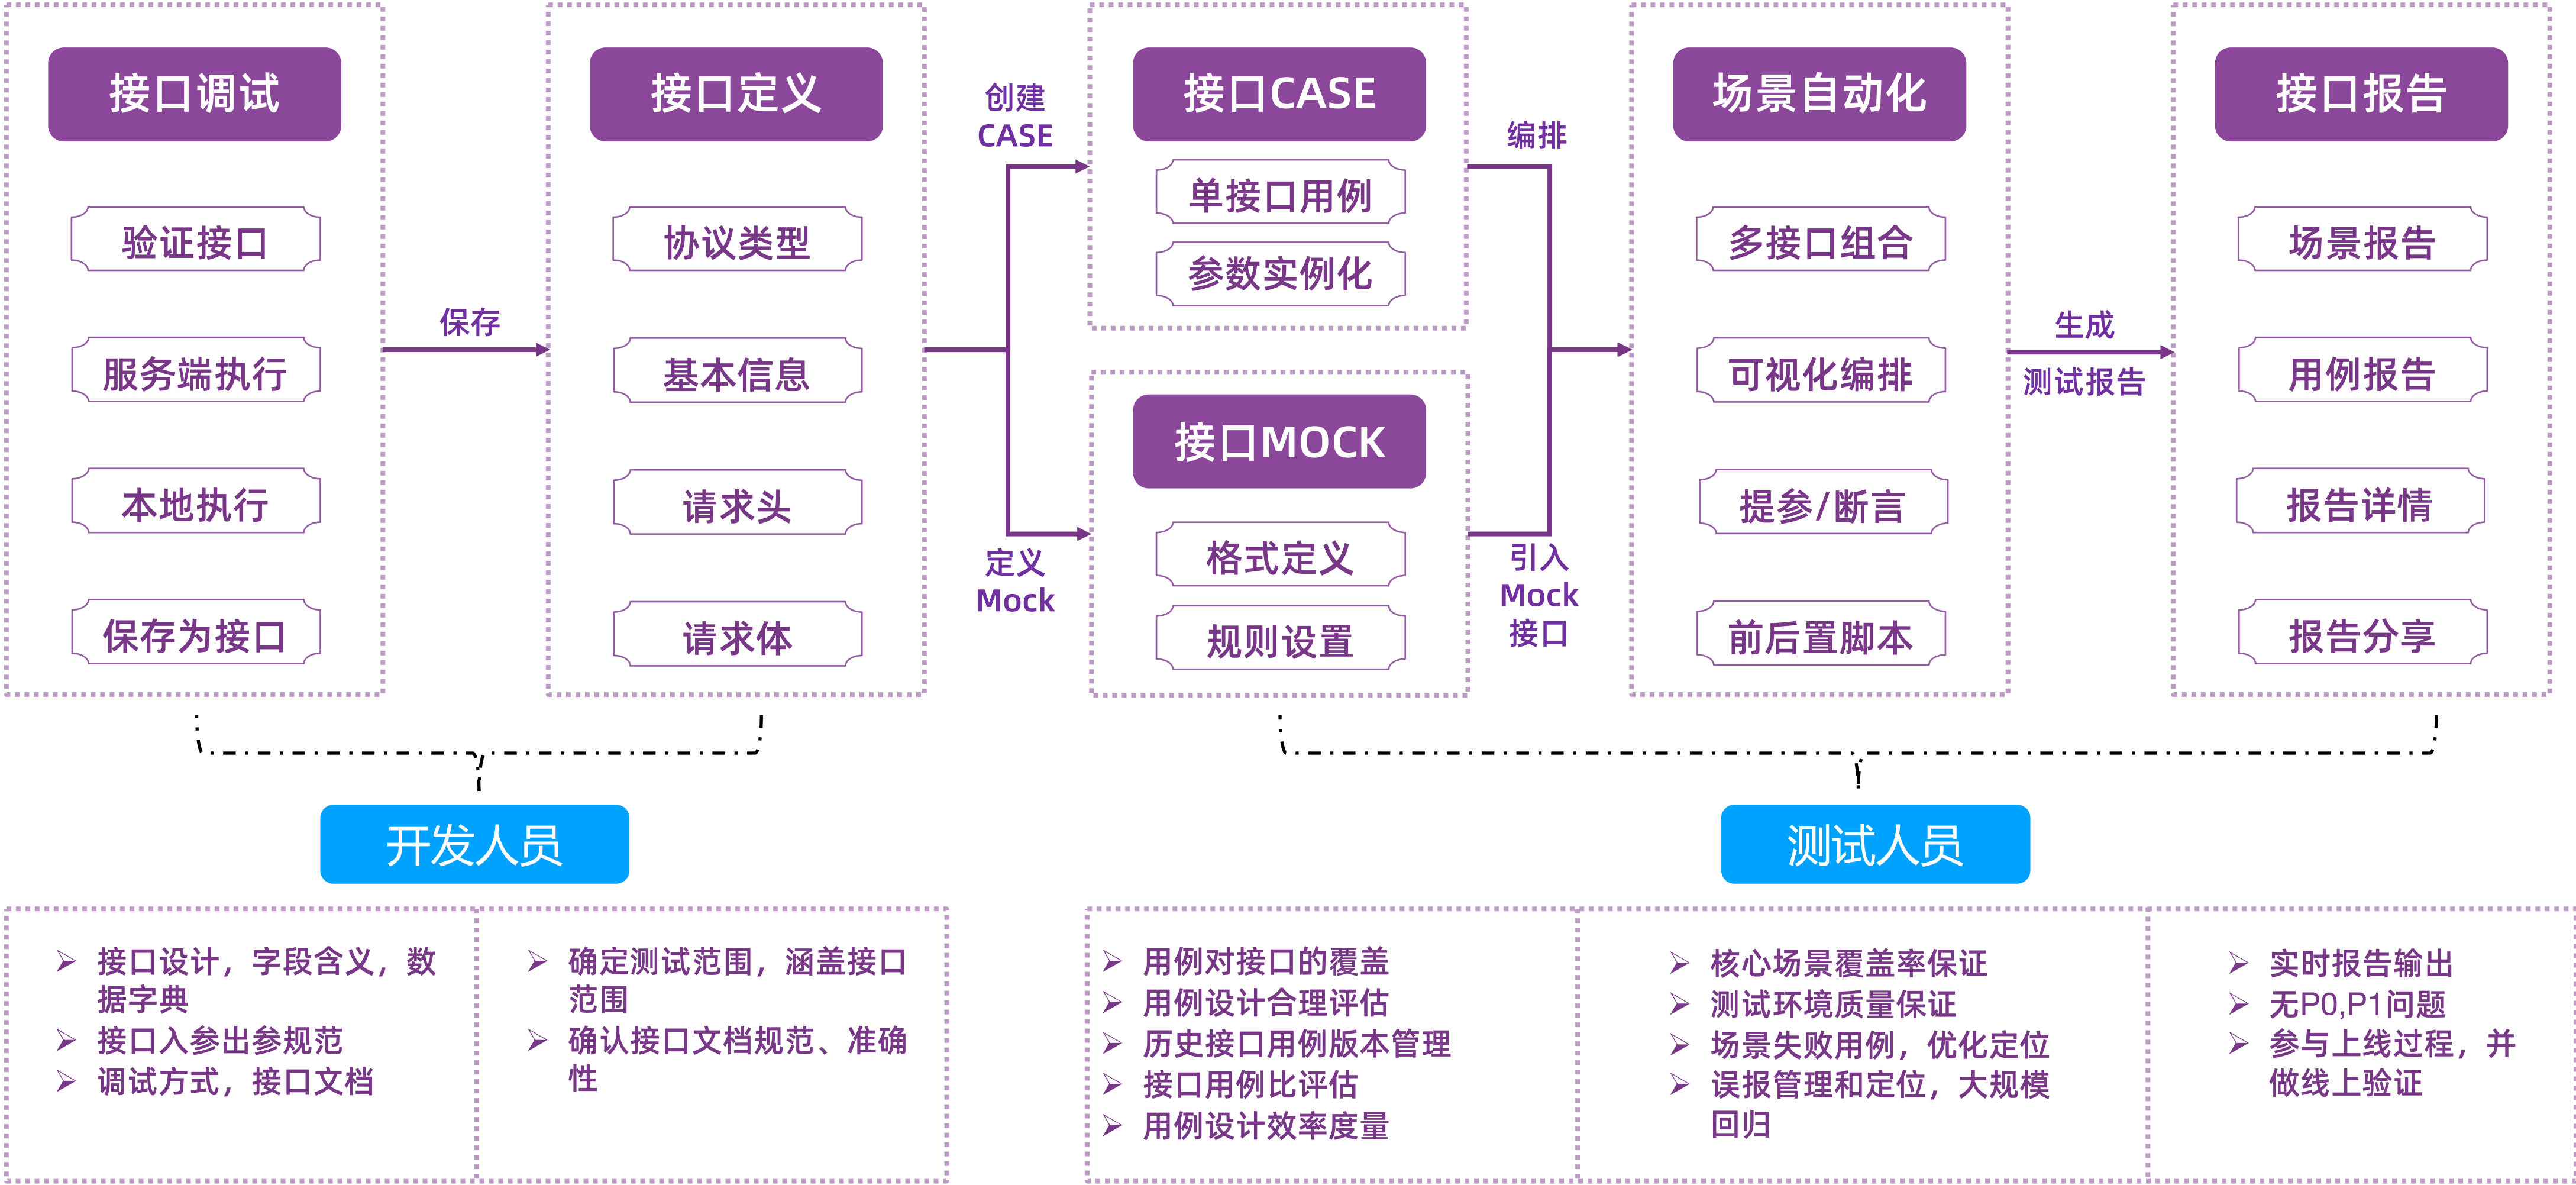 接口调试
验证接口
服务端执行
本地执行
保存为接口
保存
接口定义
协议类型
基本信息
请求头
请求体
创建
CASE
定义
Mock
接口CASE
单接口用例
参数实例化
接口MOCK
格式定义
规则设置
编排
引入
Mock
接口
场景自动化
多接口组合
可视化编排
提参/断言
前后置脚本
生成
测试报告
接口报告
场景报告
用例报告
报告详情
报告分享
开发人员
测试人员
接口设计，字段含义，数
据字典
接口入参出参规范
调试方式，接口文档
确定测试范围，涵盖接口
范围
确认接口文档规范、准确
性
用例对接口的覆盖
用例设计合理评估
历史接口用例版本管理
接口用例比评估
用例设计效率度量
核心场景覆盖率保证
测试环境质量保证
场景失败用例，优化定位
误报管理和定位，大规模
回归
实时报告输出
无P0,P1问题
参与上线过程，并
做线上验证